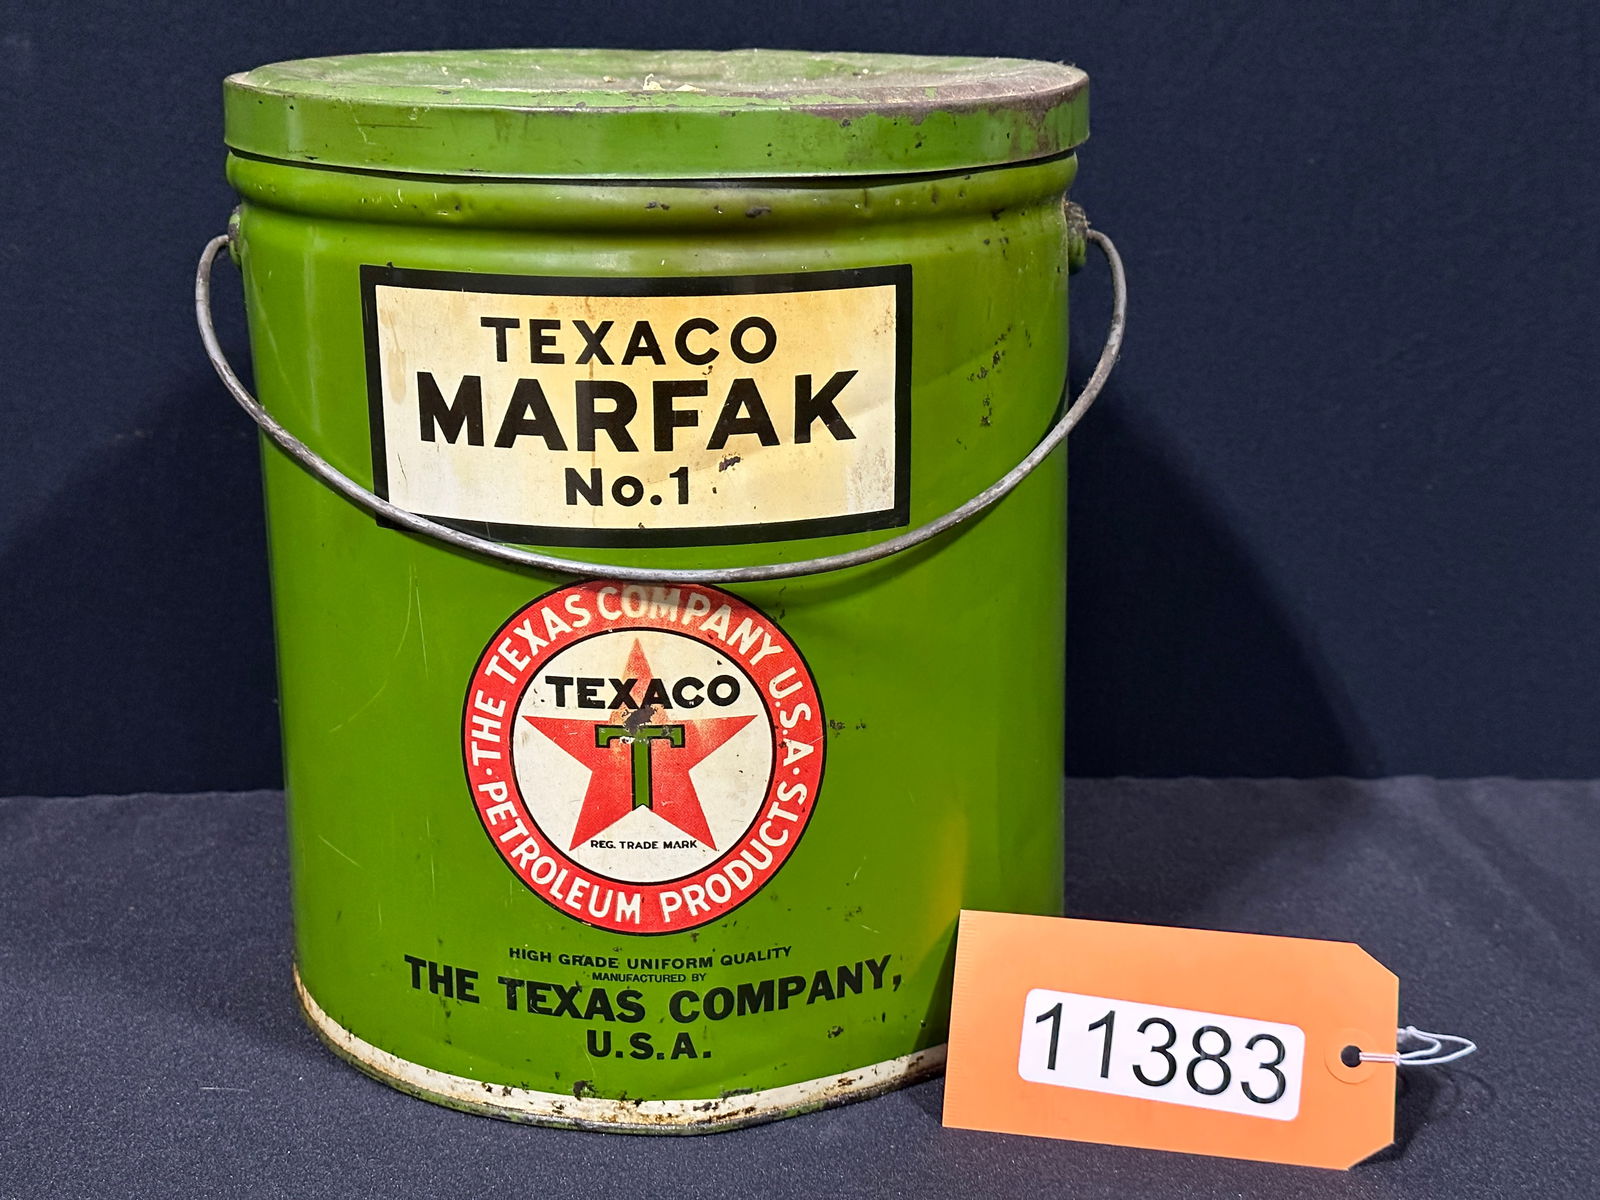 TEXACO
MARFAK
No.1
THE TEXAS COMPANY U.S.A.
PETROLEUM PRODUCTS
TEXACO
T
REG. TRADE MARK
HIGH GRADE UNIFORM QUALITY
MANUFACTURED BY
THE TEXAS COMPANY,
U.S.A.
11383